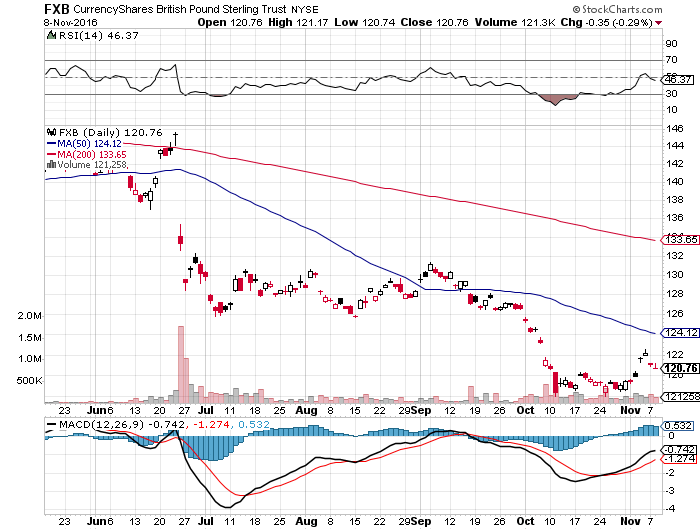 FXB CurrencyShares British Pound Sterling Trust NYSE © StockCharts.com
8-Nov-2016 Open 120.76 High 121.17 Low 120.74 Close 120.76 Volume 121.3K Chg -0.35 (-0.29%)
RSI(14) 46.37
90
70
50
46.37
30
10
FXB (Daily) 120.76
MA(50) 124.12
MA(200) 133.65
Volume 121,258
146
144
142
140
138
136
134
133.65
132
130
128
126
124.12
122
120.76
120
121258
2.0M
1.5M
1.0M
500K
23 Jun 6 13 20 27 Jul 11 18 25 Aug 8 15 22 29 Sep 12 19 26 Oct 10 17 24 Nov 7
MACD(12,26,9) -0.742, -1.274, 0.532
0.532
0
-0.742
-1.274
-2
-3
-4
23 Jun 6 13 20 27 Jul 11 18 25 Aug 8 15 22 29 Sep 12 19 26 Oct 10 17 24 Nov 7